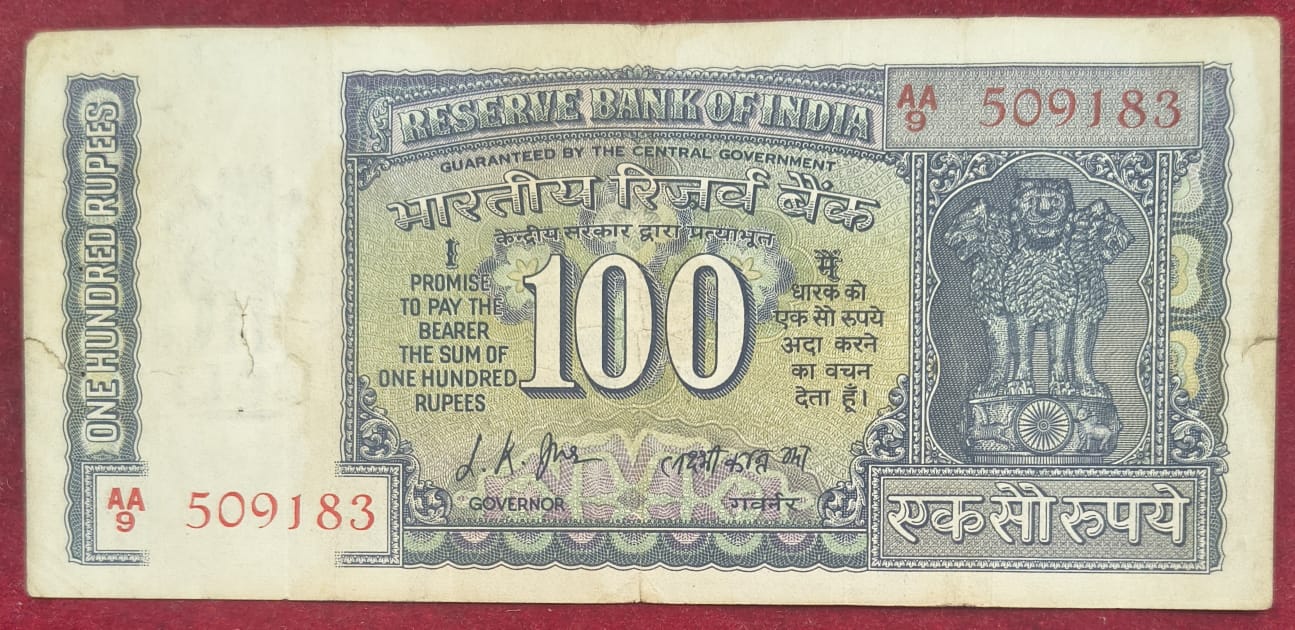 RESERVE BANK OF INDIA
AA
9 509183
GUARANTEED BY THE CENTRAL GOVERNMENT
भारतीय रिज़र्व बैंक
केन्द्रीय सरकार द्वारा प्रत्याभूत
ONE HUNDRED RUPEES
I
PROMISE
TO PAY THE
BEARER
THE SUM OF
ONE HUNDRED
RUPEES
100
मैं
धारक को
एक सौ रुपये
अदा करने
का वचन
देता हूँ।
L. K. Jha
लक्ष्मी कान्त झा
GOVERNOR
गवर्नर
AA
9 509183
एक सौ रुपये